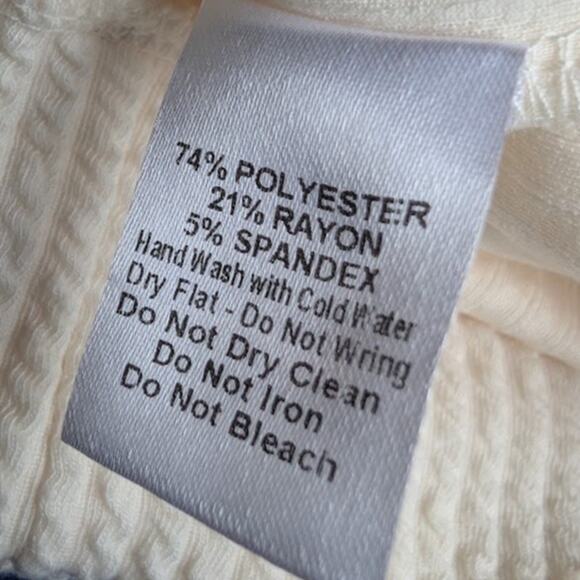 74% POLYESTER
21% RAYON
5% SPANDEX
Hand Wash with Cold Water
Dry Flat - Do Not Wring
Do Not Dry Clean
Do Not Iron
Do Not Bleach